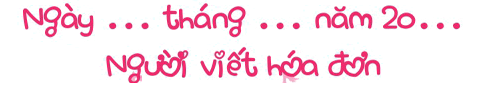 Ngày ... tháng ... năm 20...
Người viết hóa đơn